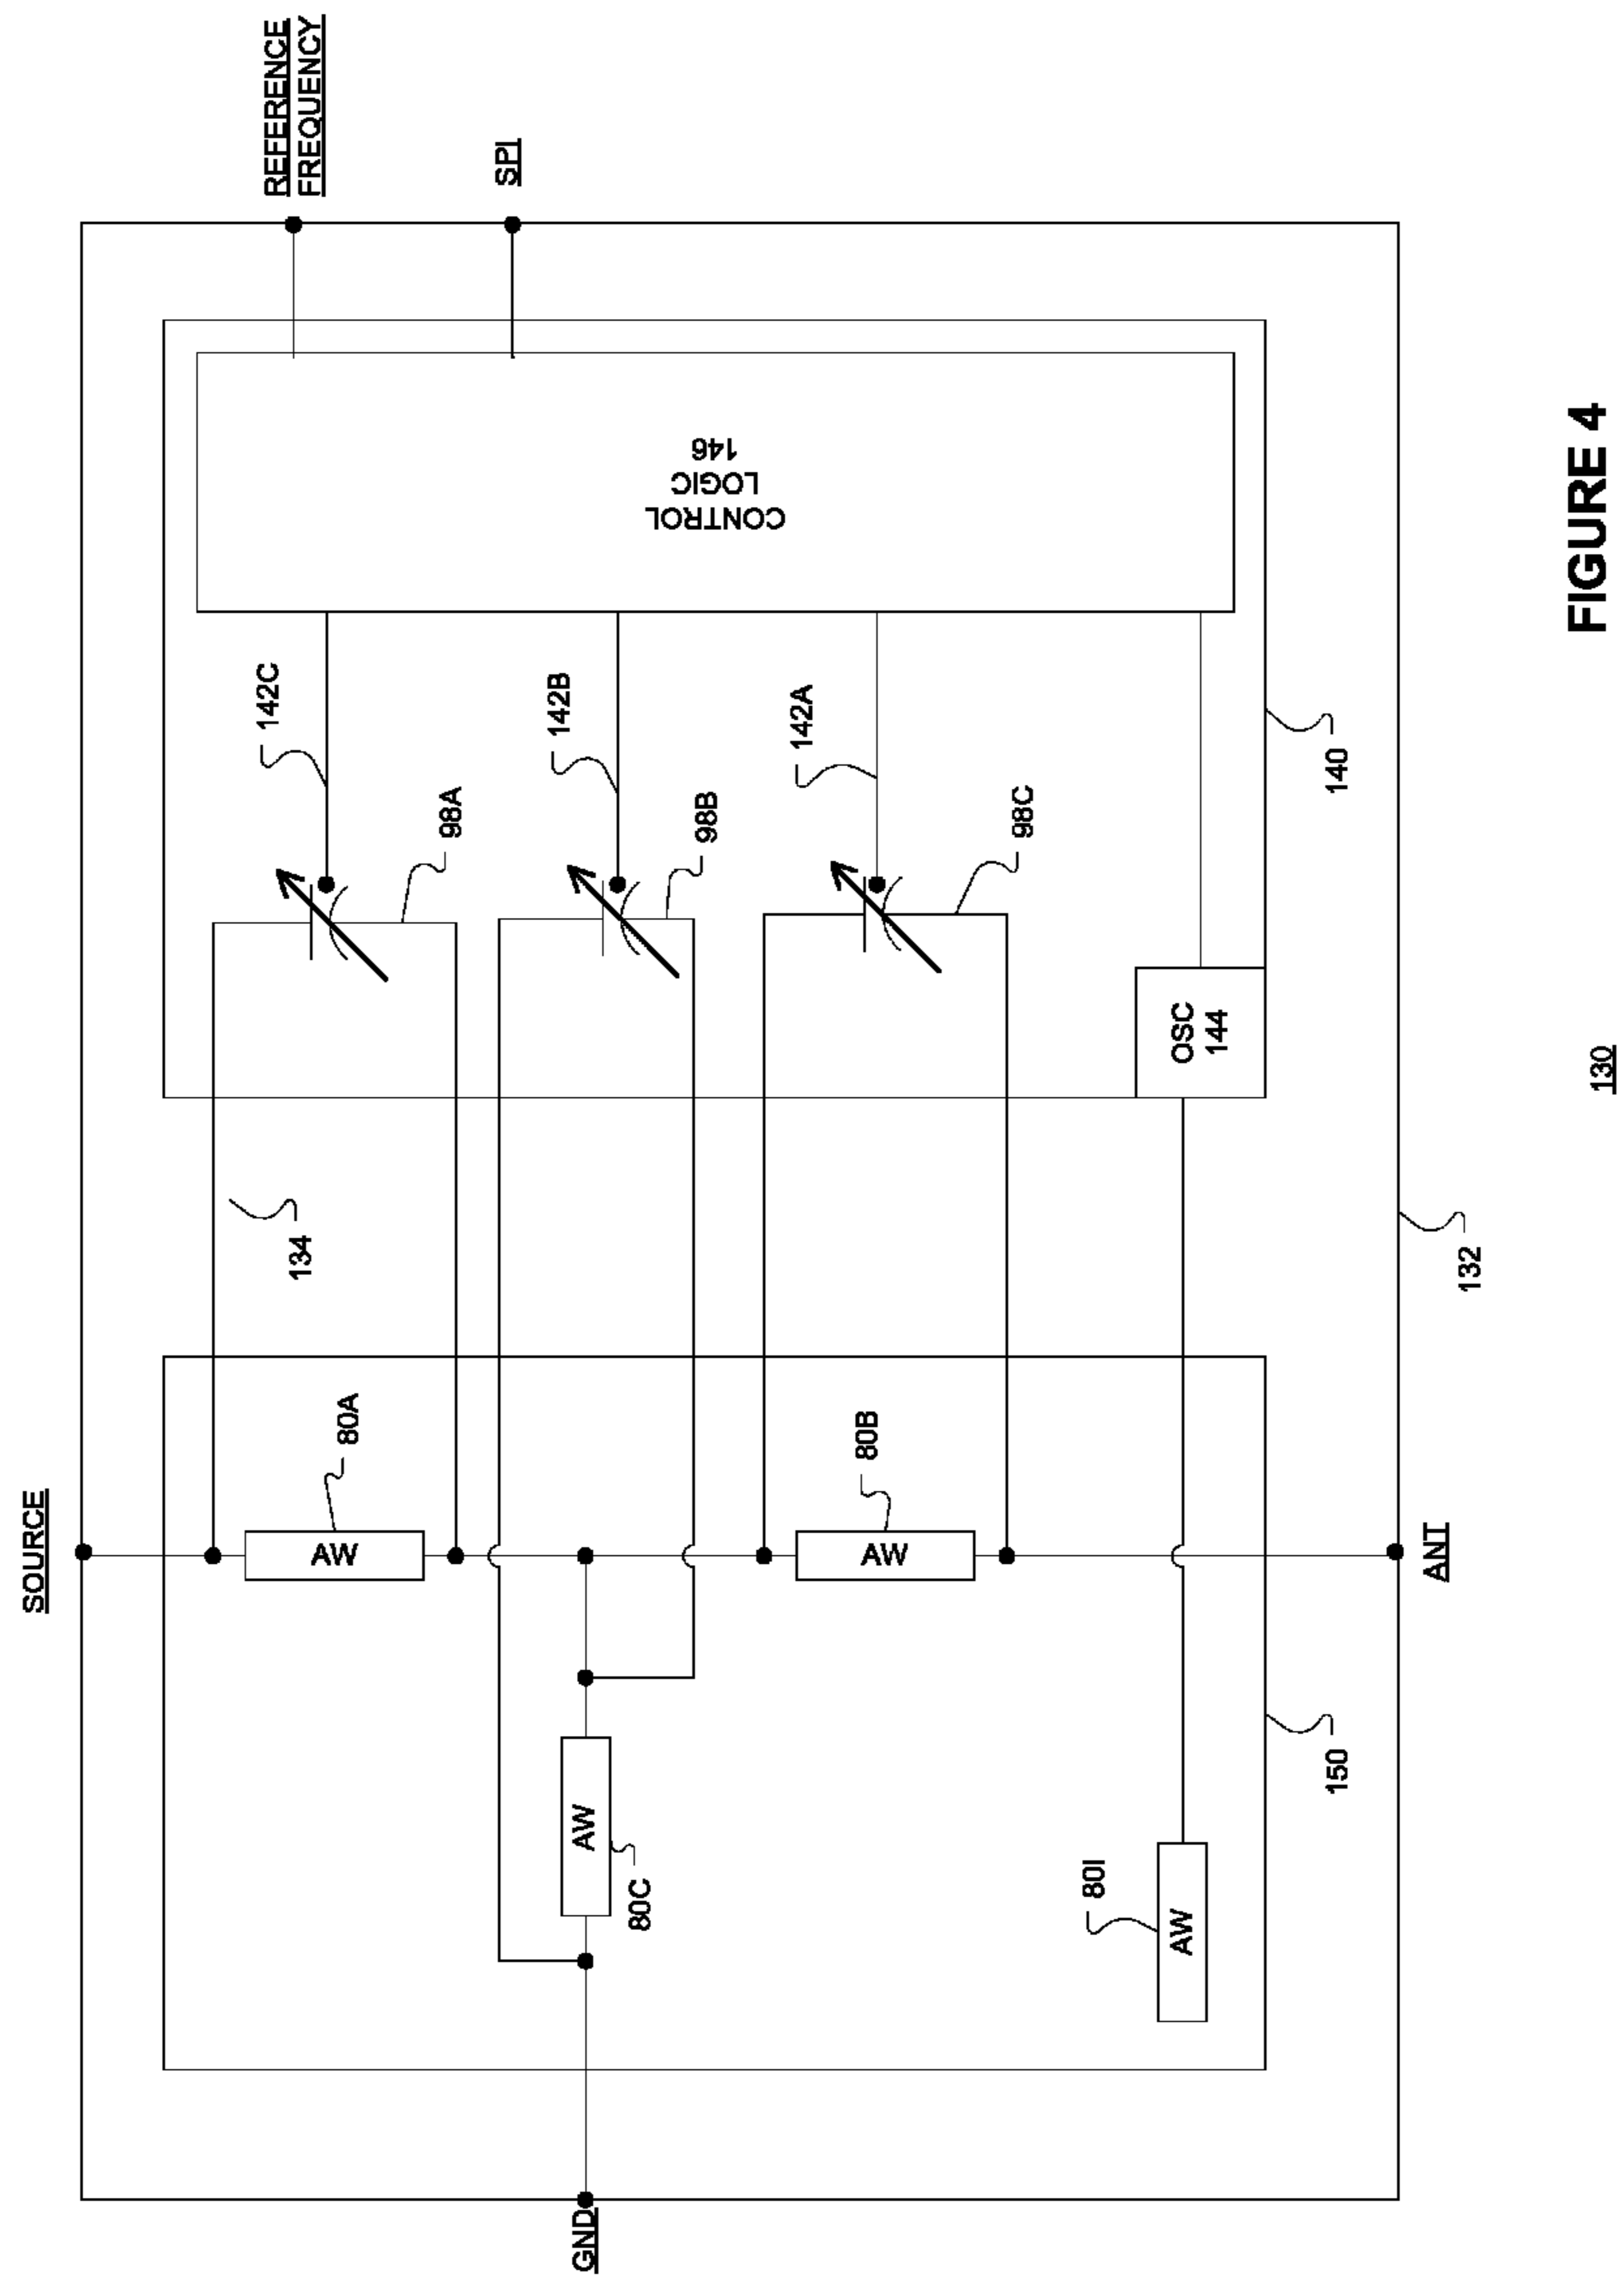 REFERENCE
FREQUENCY
SPI
CONTROL
LOGIC
146
142C
142B
142A
98A
98B
98C
140
OSC
144
134
132
SOURCE
80A
AW
80B
AW
ANT
AW
80C
80I
AW
150
GND
130
FIGURE 4